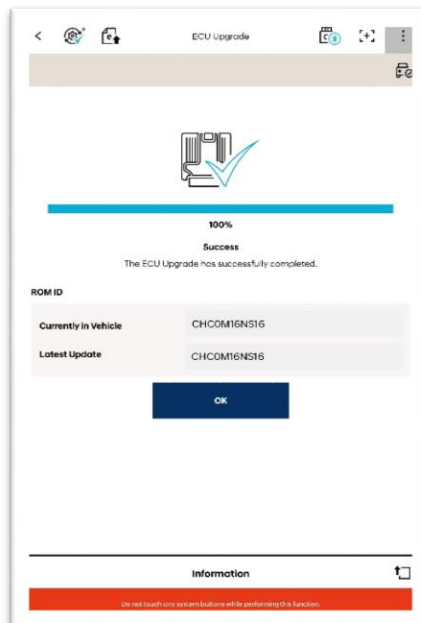 ECU Upgrade
100%
Success
The ECU Upgrade has successfully completed.
ROM ID
Currently in Vehicle CHC0M16NS16
Latest Update CHC0M16NS16
OK
Information
Do not touch any system buttons while performing this function.